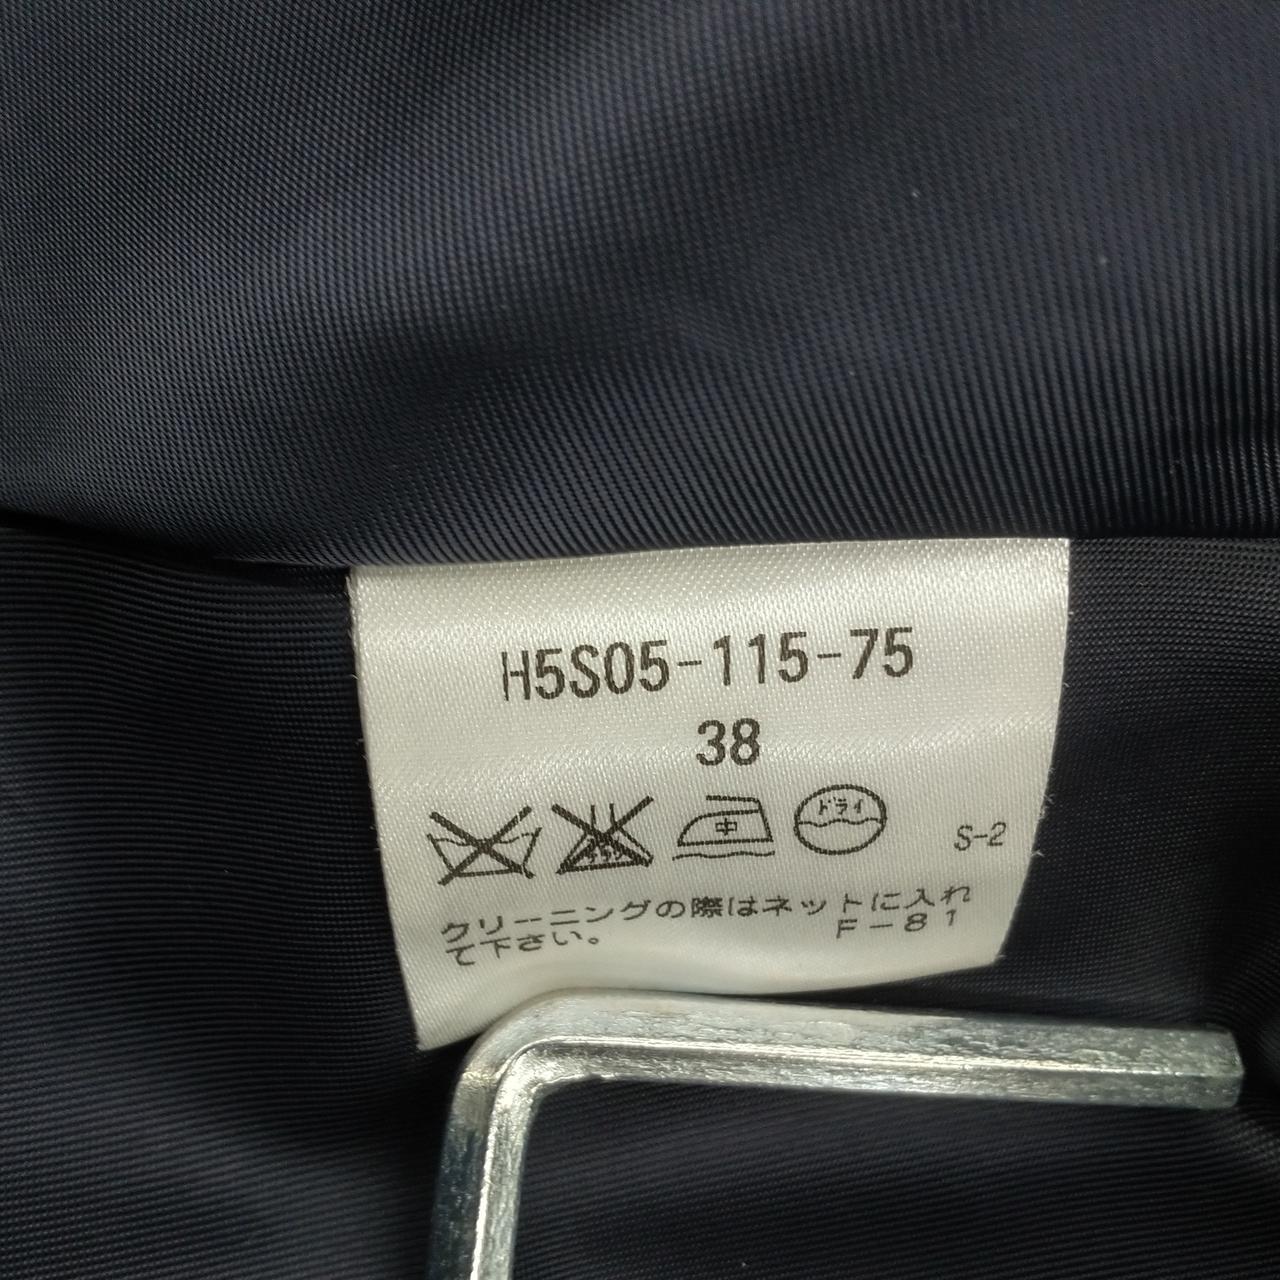 H5S05-115-75
38
中
ドライ
S-2
クリーニングの際はネットに入れ
て下さい。
F-81